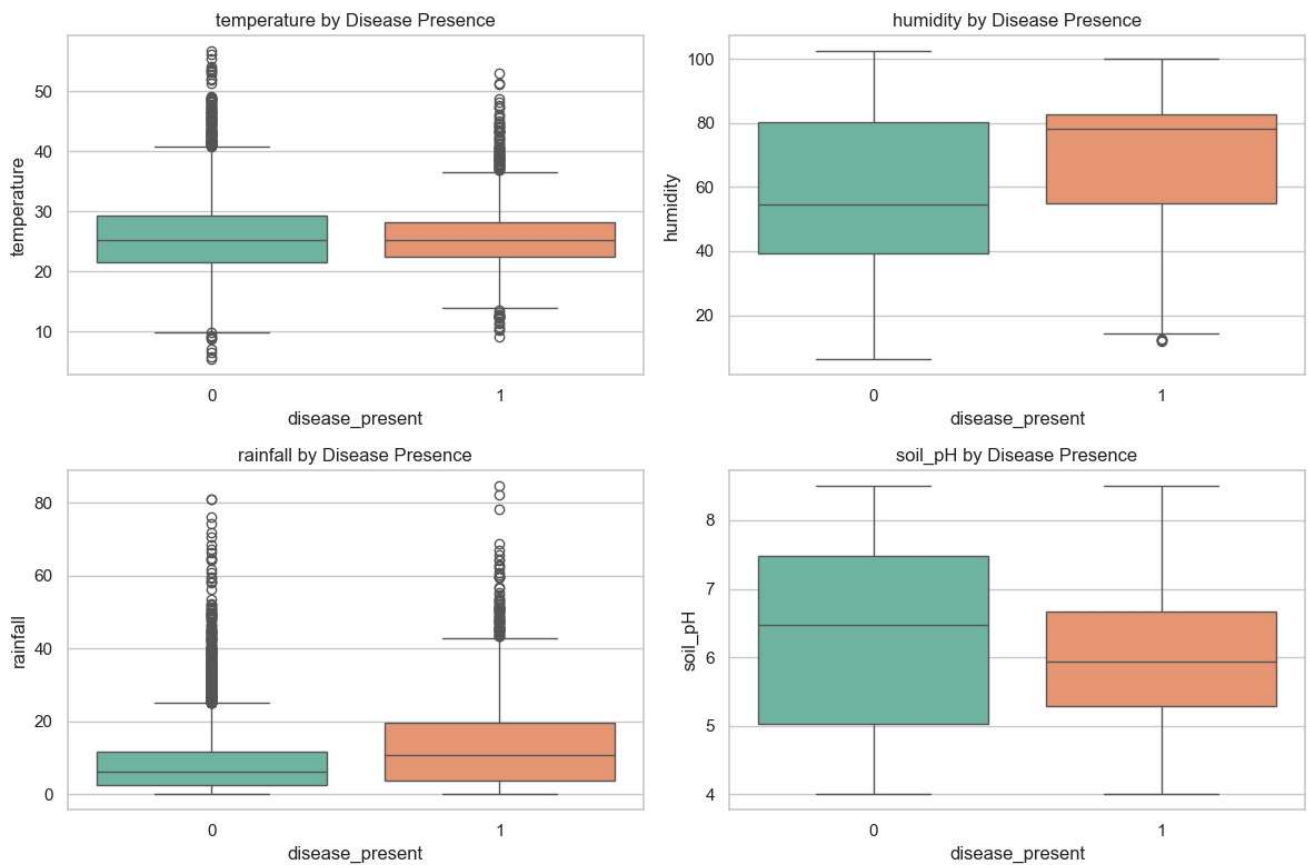 temperature by Disease Presence
50
40
30
20
10
temperature
0
1
disease_present
humidity by Disease Presence
100
80
60
40
20
humidity
0
1
disease_present
rainfall by Disease Presence
80
60
40
20
0
rainfall
0
1
disease_present
soil_pH by Disease Presence
8
7
6
5
4
soil_pH
0
1
disease_present